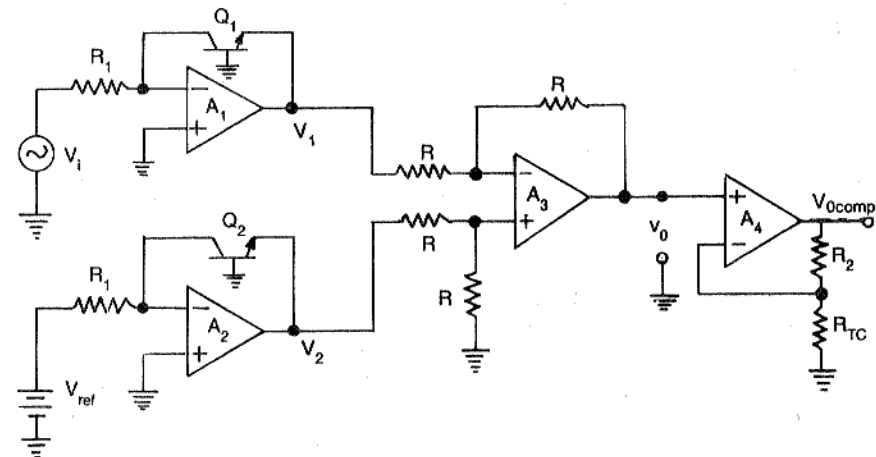 Q1
R1
−
A1
+
V1
Vi
R
R
−
A3
+
R
R
Q2
R1
−
A2
+
V2
Vref
v0
+
A4
−
V0comp
R2
RTC